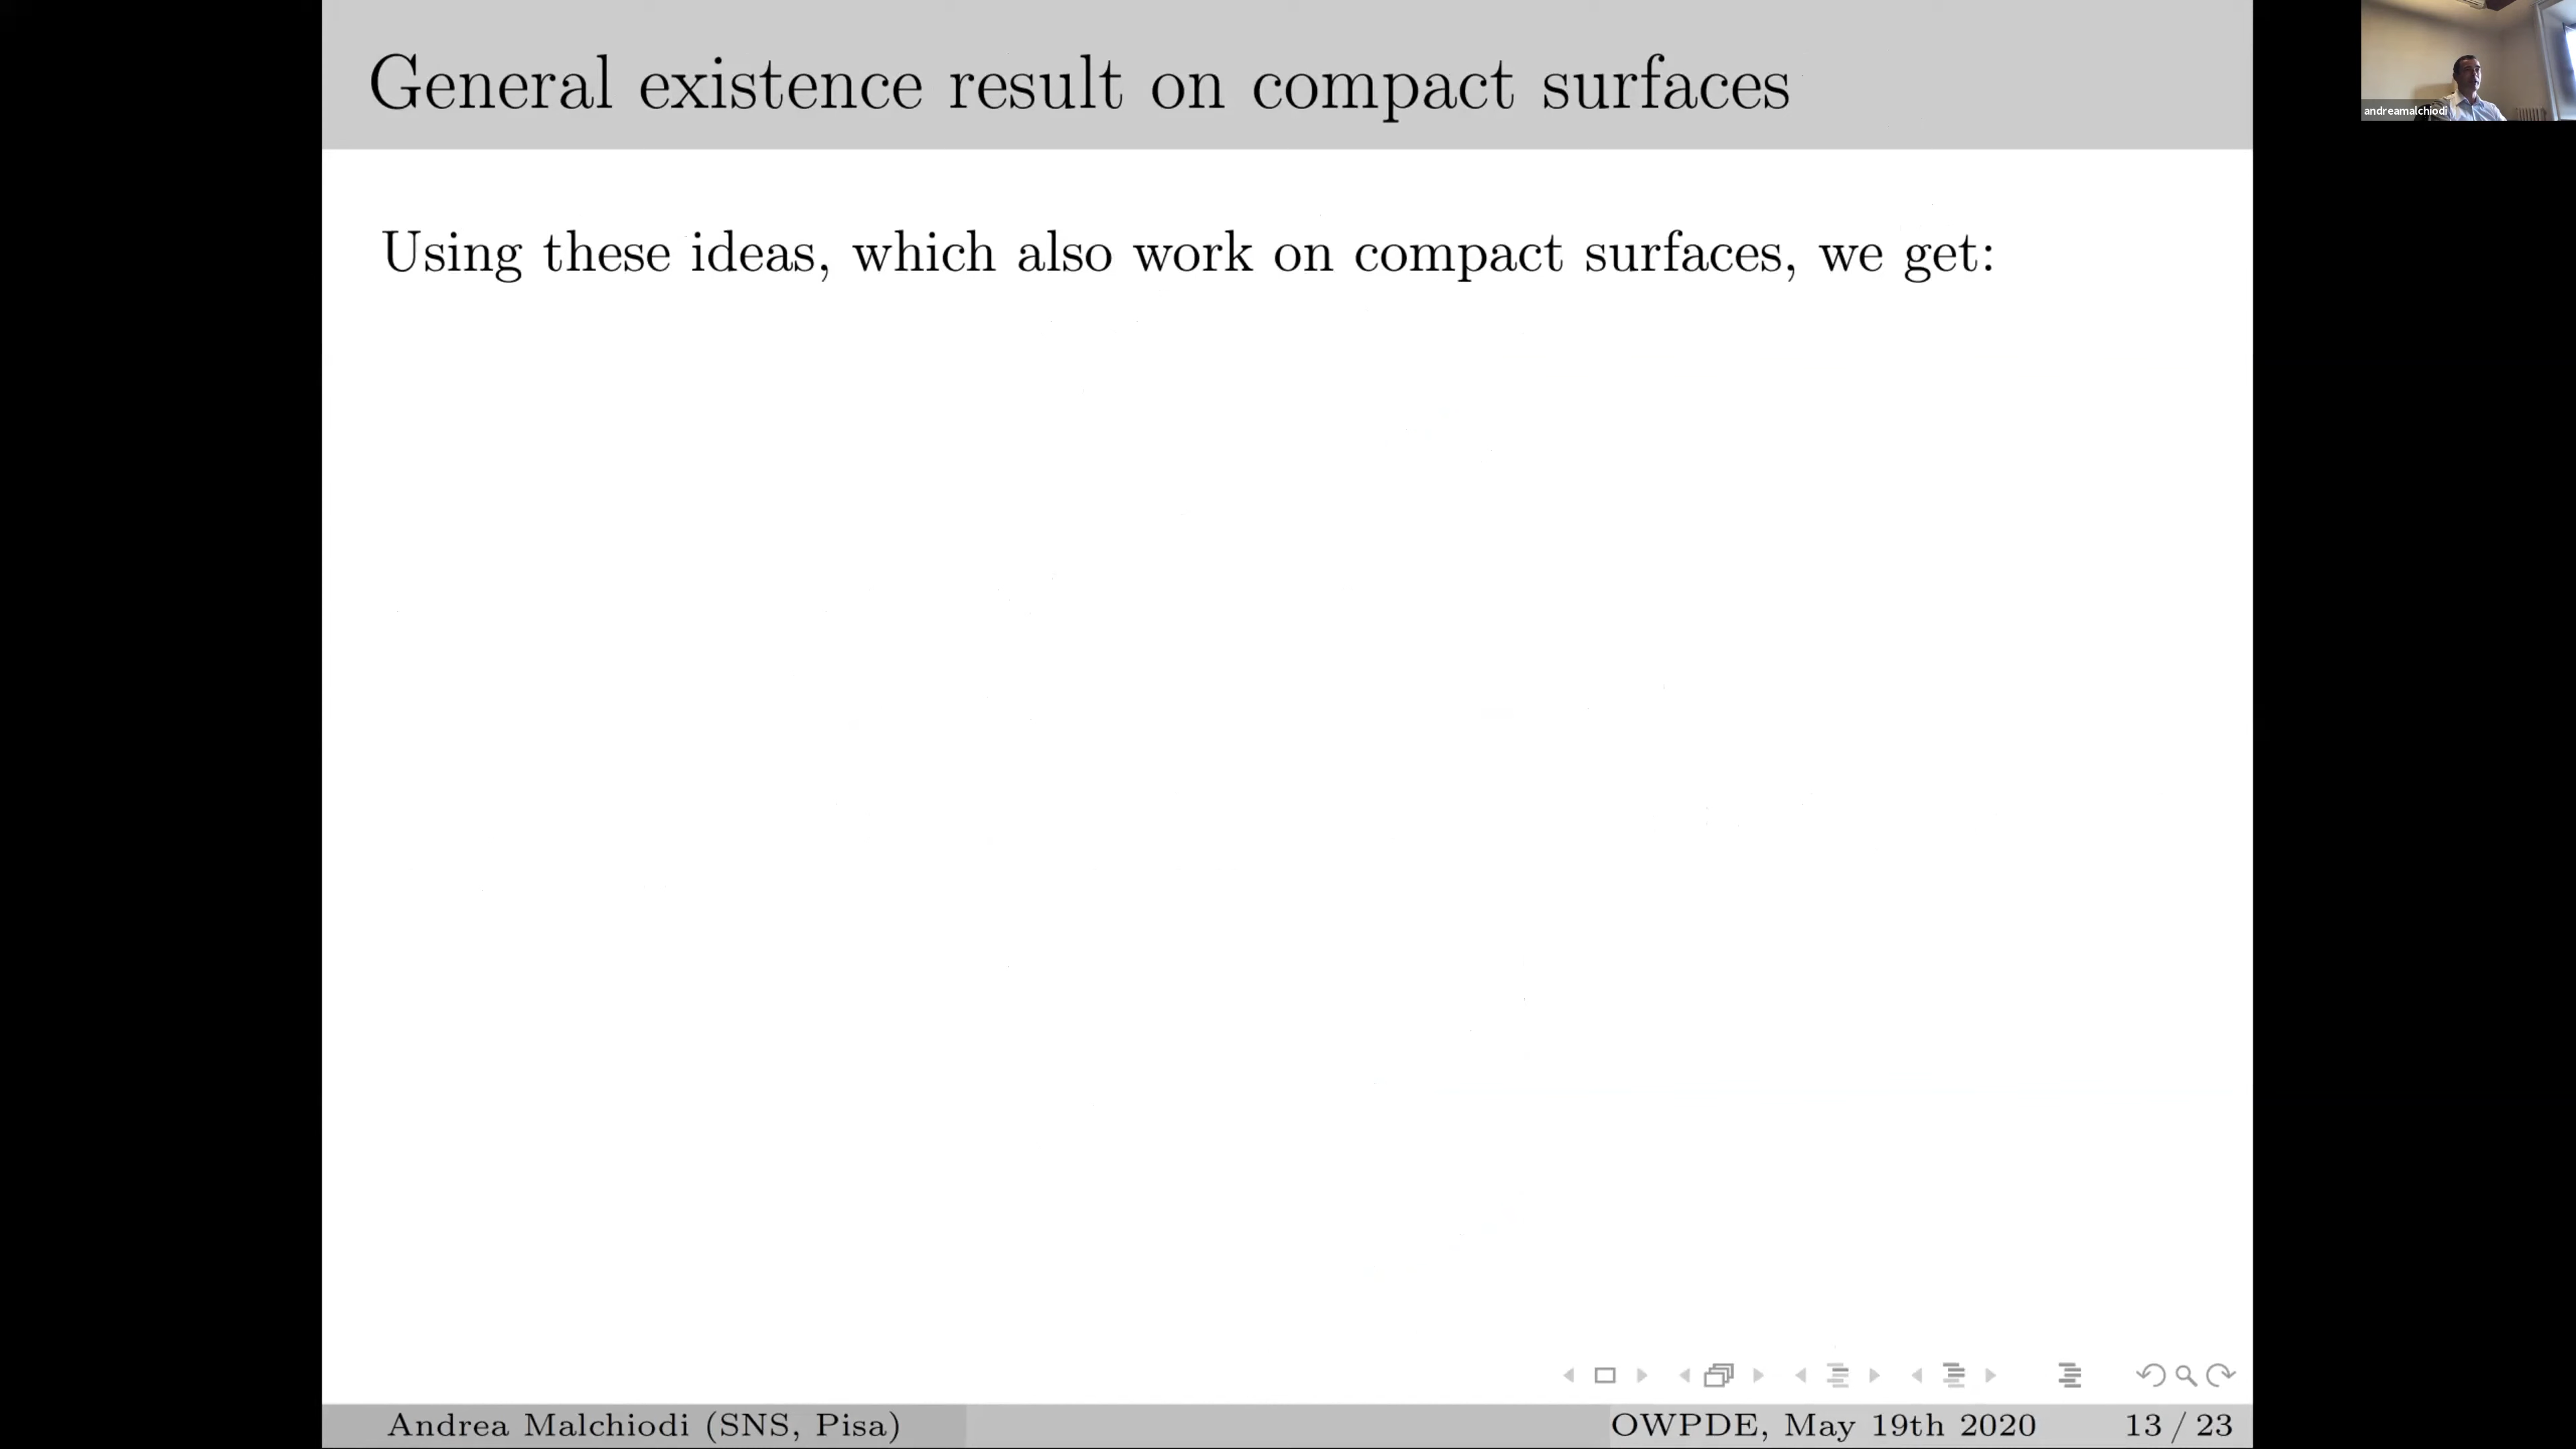 General existence result on compact surfaces
andreamalchiodi
Using these ideas, which also work on compact surfaces, we get:
Andrea Malchiodi (SNS, Pisa)
OWPDE, May 19th 2020
13 / 23